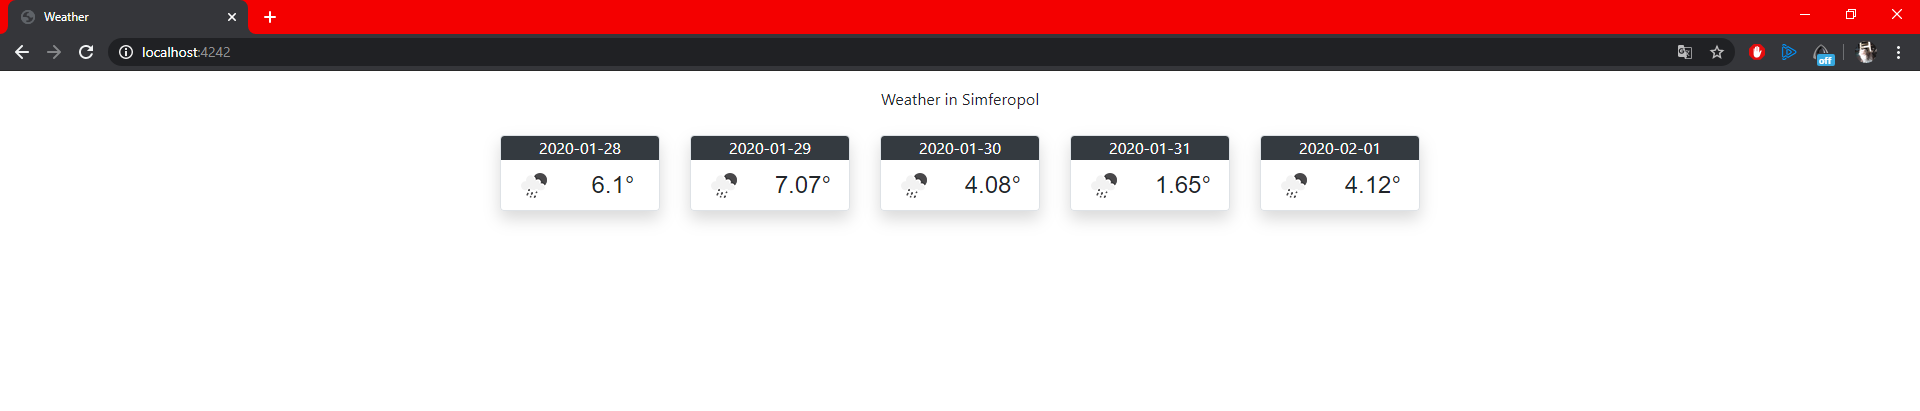 Weather
localhost:4242
off
Weather in Simferopol
2020-01-28 2020-01-29 2020-01-30 2020-01-31 2020-02-01
6.1° 7.07° 4.08° 1.65° 4.12°